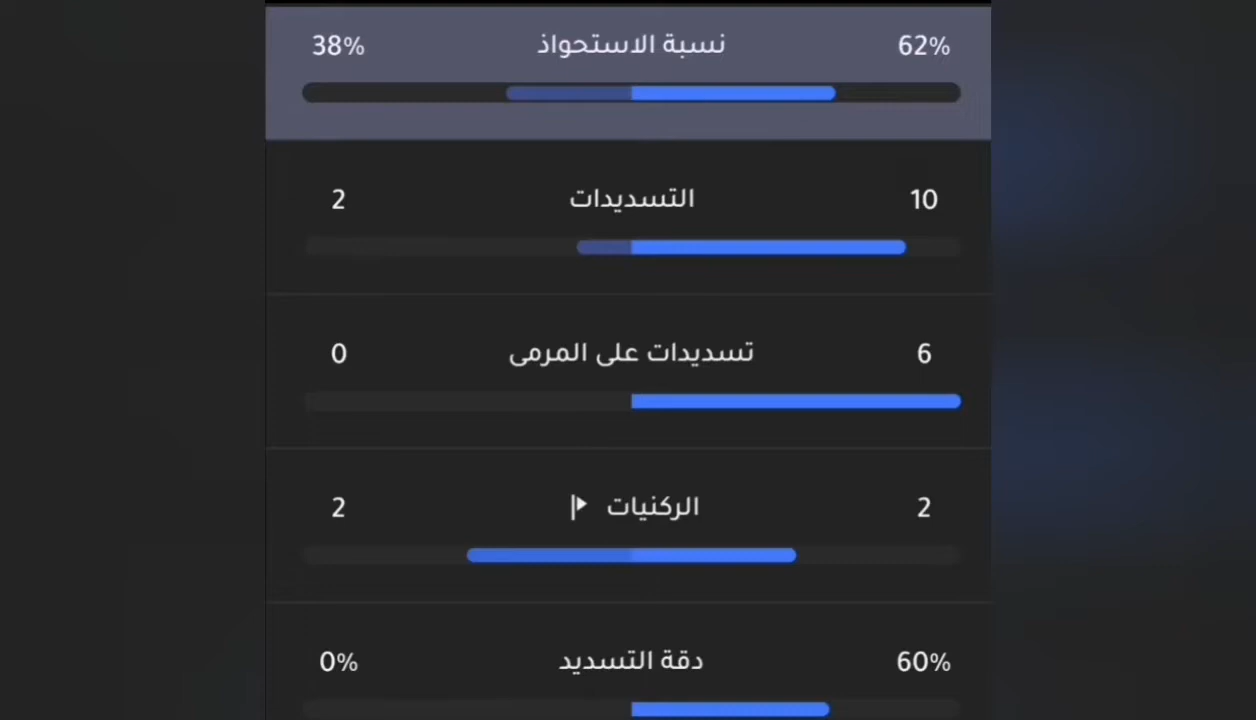 62% نسبة الاستحواذ 38%
10 التسديدات 2
6 تسديدات على المرمى 0
2 الركنيات 2
60% دقة التسديد 0%